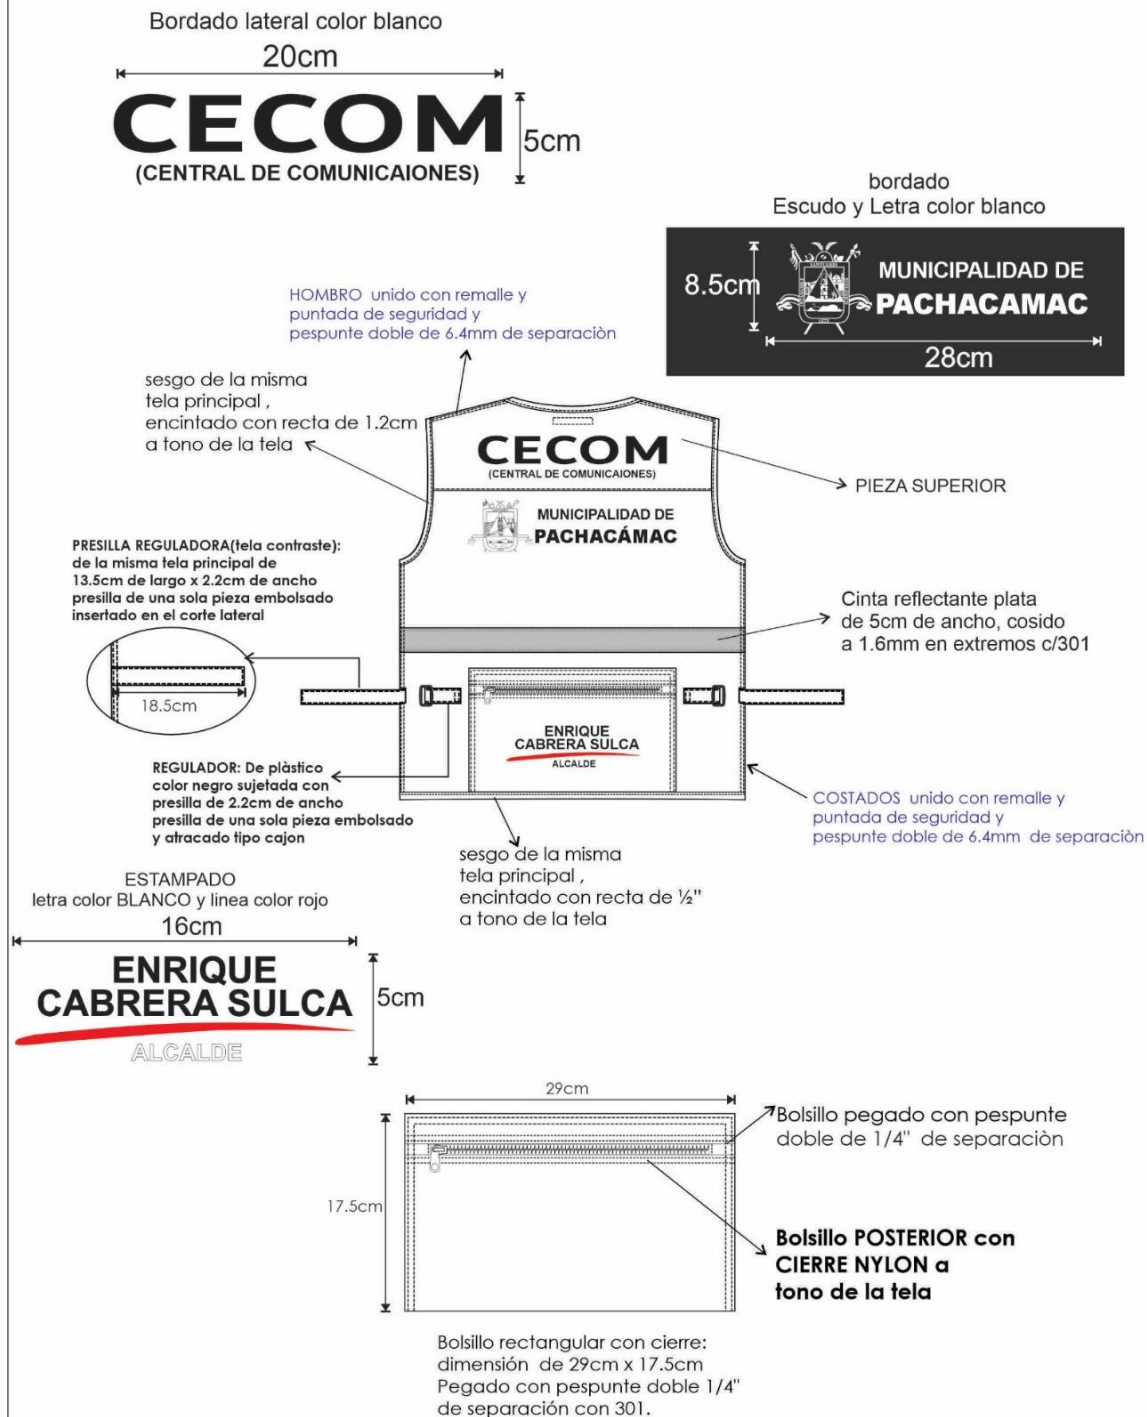 Bordado lateral color blanco
20cm
CECOM
5cm
(CENTRAL DE COMUNICAIONES)
bordado
Escudo y Letra color blanco
8.5cm
MUNICIPALIDAD DE
PACHACAMAC
28cm
HOMBRO unido con remalle y
puntada de seguridad y
pespunte doble de 6.4mm de separaciòn
sesgo de la misma
tela principal ,
encintado con recta de 1.2cm
a tono de la tela
CECOM
(CENTRAL DE COMUNICAIONES)
PIEZA SUPERIOR
MUNICIPALIDAD DE
PACHACÁMAC
PRESILLA REGULADORA(tela contraste):
de la misma tela principal de
13.5cm de largo x 2.2cm de ancho
presilla de una sola pieza embolsado
insertado en el corte lateral
Cinta reflectante plata
de 5cm de ancho, cosido
a 1.6mm en extremos c/301
18.5cm
ENRIQUE
CABRERA SULCA
ALCALDE
REGULADOR: De plàstico
color negro sujetada con
presilla de 2.2cm de ancho
presilla de una sola pieza embolsado
y atracado tipo cajon
COSTADOS unido con remalle y
puntada de seguridad y
pespunte doble de 6.4mm de separaciòn
sesgo de la misma
tela principal ,
encintado con recta de ½"
a tono de la tela
ESTAMPADO
letra color BLANCO y linea color rojo
16cm
ENRIQUE
CABRERA SULCA
ALCALDE
5cm
29cm
17.5cm
Bolsillo pegado con pespunte
doble de 1/4" de separaciòn
Bolsillo POSTERIOR con
CIERRE NYLON a
tono de la tela
Bolsillo rectangular con cierre:
dimensión de 29cm x 17.5cm
Pegado con pespunte doble 1/4"
de separación con 301.